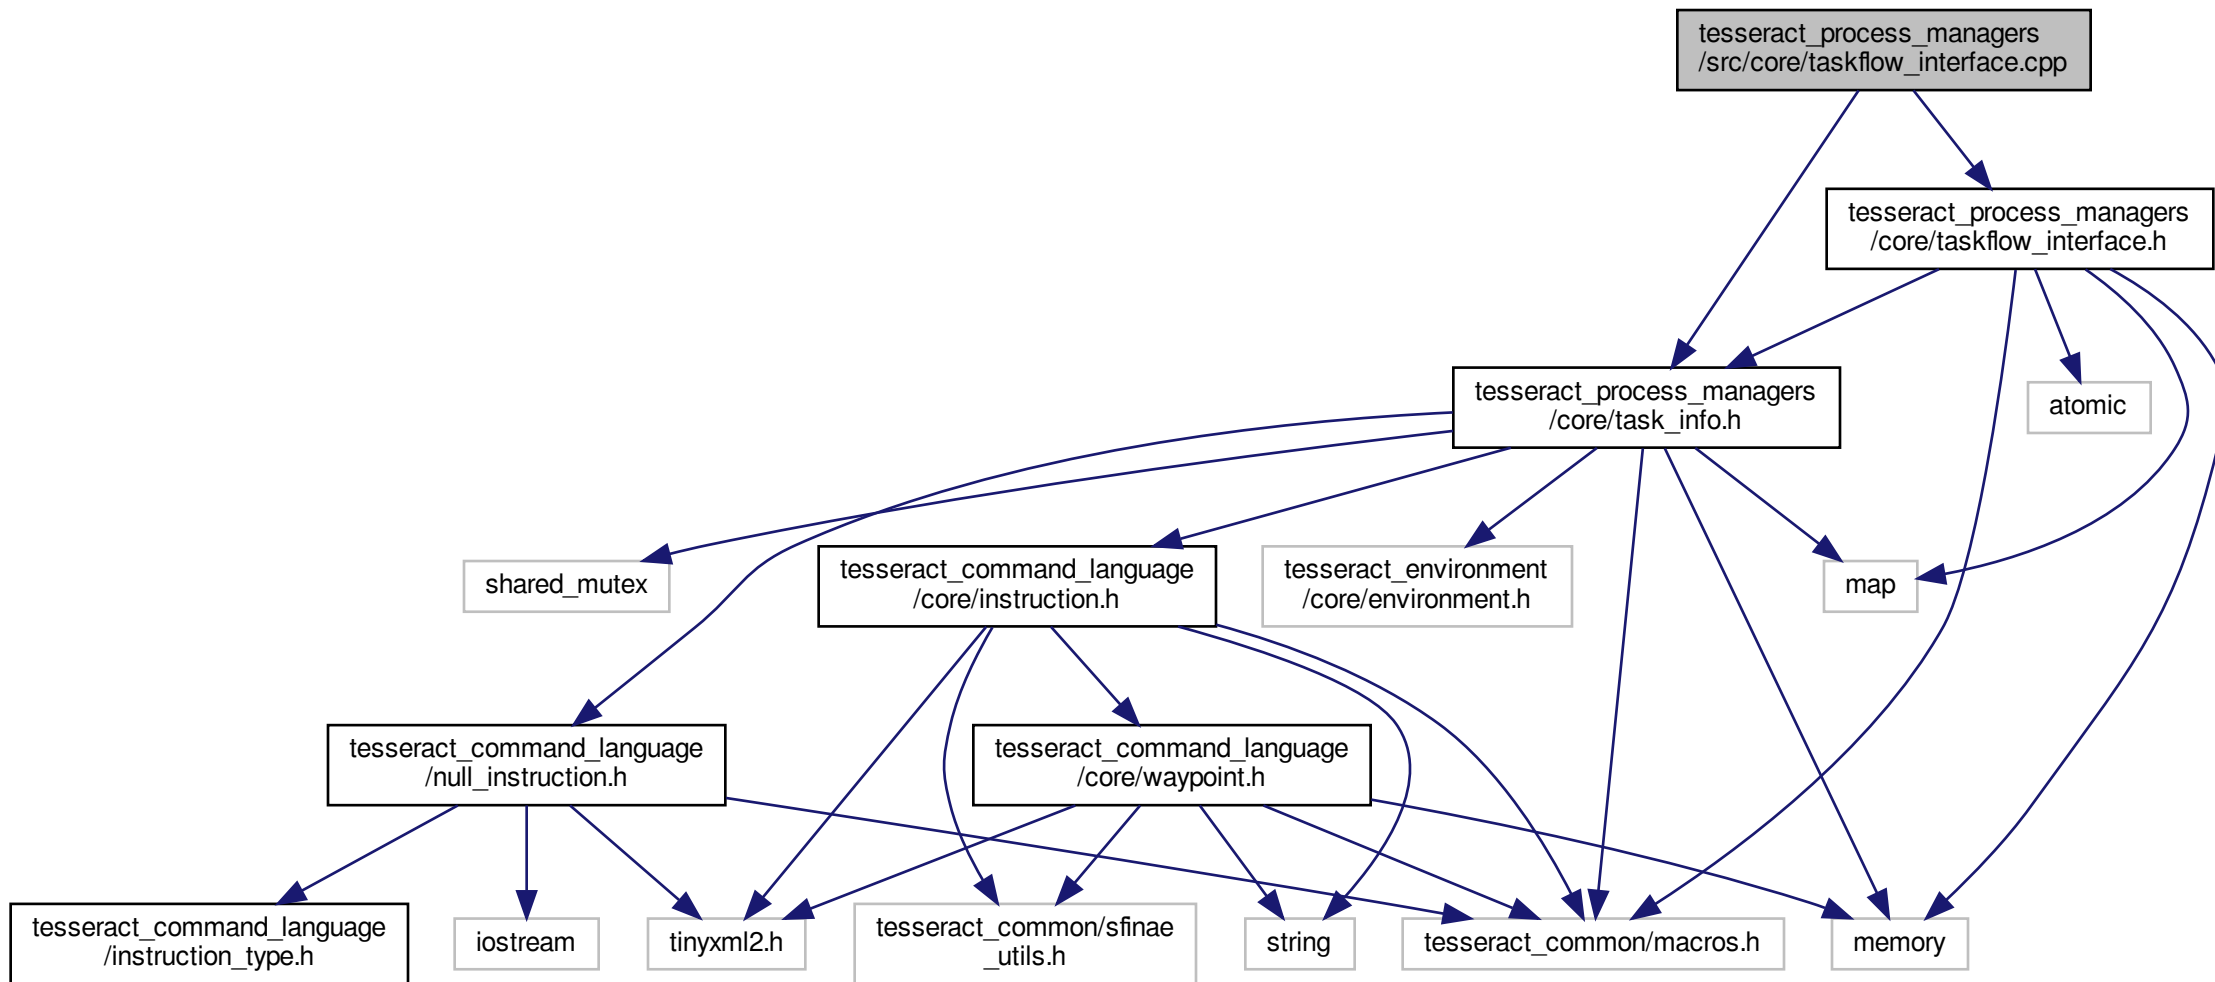 tesseract_process_managers
/src/core/taskflow_interface.cpp
tesseract_process_managers
/core/taskflow_interface.h
tesseract_process_managers
/core/task_info.h
atomic
shared_mutex
tesseract_command_language
/core/instruction.h
tesseract_environment
/core/environment.h
map
tesseract_command_language
/null_instruction.h
tesseract_command_language
/core/waypoint.h
tesseract_command_language
/instruction_type.h
iostream
tinyxml2.h
tesseract_common/sfinae
_utils.h
string
tesseract_common/macros.h
memory